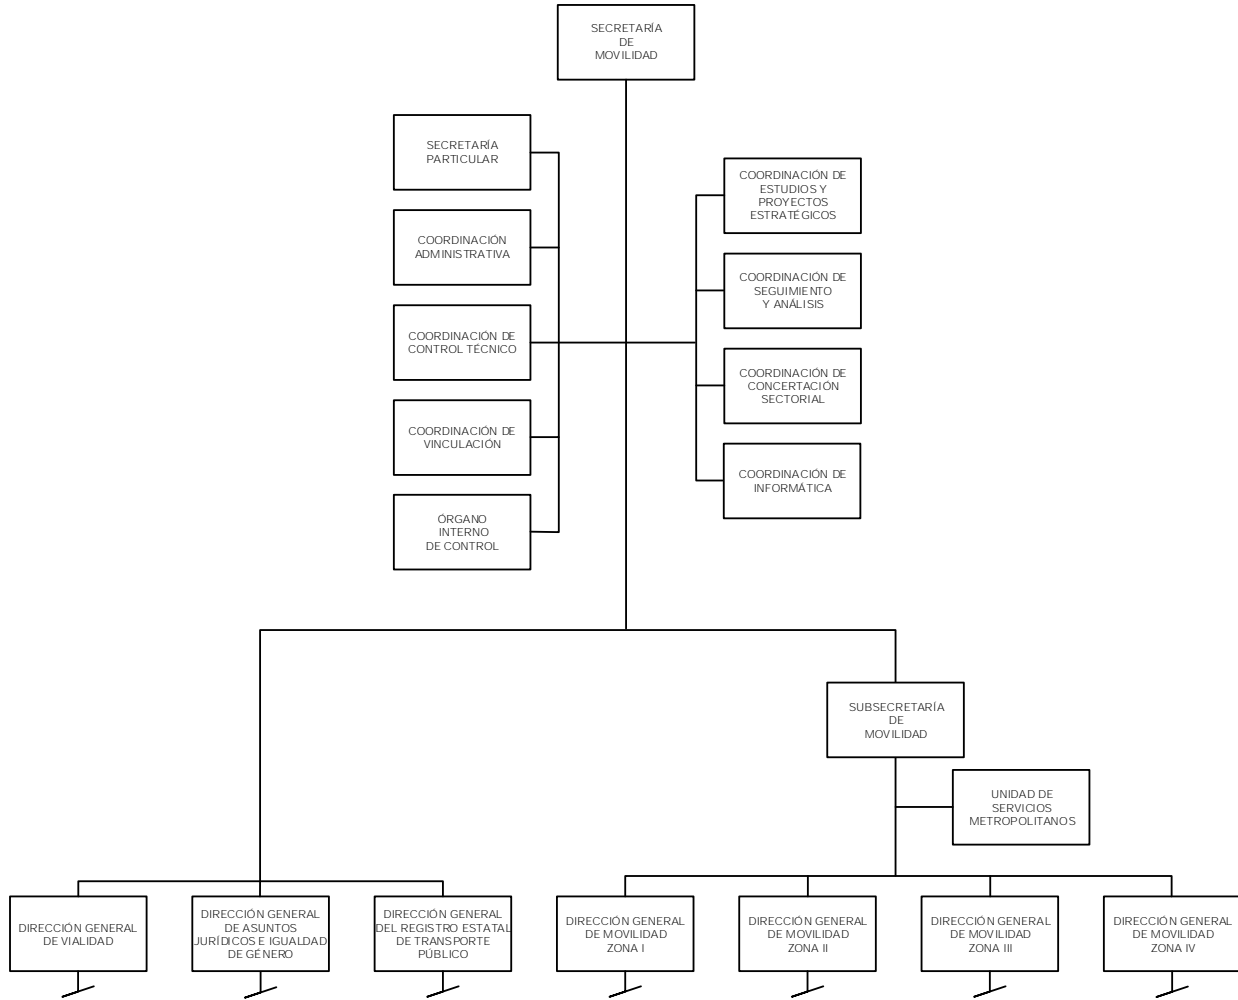 SECRETARÍA
DE
MOVILIDAD
SECRETARÍA
PARTICULAR
COORDINACIÓN
ADMINISTRATIVA
COORDINACIÓN DE
CONTROL TÉCNICO
COORDINACIÓN DE
VINCULACIÓN
ÓRGANO
INTERNO
DE CONTROL
COORDINACIÓN DE
ESTUDIOS Y
PROYECTOS
ESTRATÉGICOS
COORDINACIÓN DE
SEGUIMIENTO
Y ANÁLISIS
COORDINACIÓN DE
CONCERTACIÓN
SECTORIAL
COORDINACIÓN DE
INFORMÁTICA
SUBSECRETARÍA
DE
MOVILIDAD
UNIDAD DE
SERVICIOS
METROPOLITANOS
DIRECCIÓN GENERAL
DE VIALIDAD
DIRECCIÓN GENERAL
DE ASUNTOS
JURÍDICOS E IGUALDAD
DE GÉNERO
DIRECCIÓN GENERAL
DEL REGISTRO ESTATAL
DE TRANSPORTE
PÚBLICO
DIRECCIÓN GENERAL
DE MOVILIDAD
ZONA I
DIRECCIÓN GENERAL
DE MOVILIDAD
ZONA II
DIRECCIÓN GENERAL
DE MOVILIDAD
ZONA III
DIRECCIÓN GENERAL
DE MOVILIDAD
ZONA IV